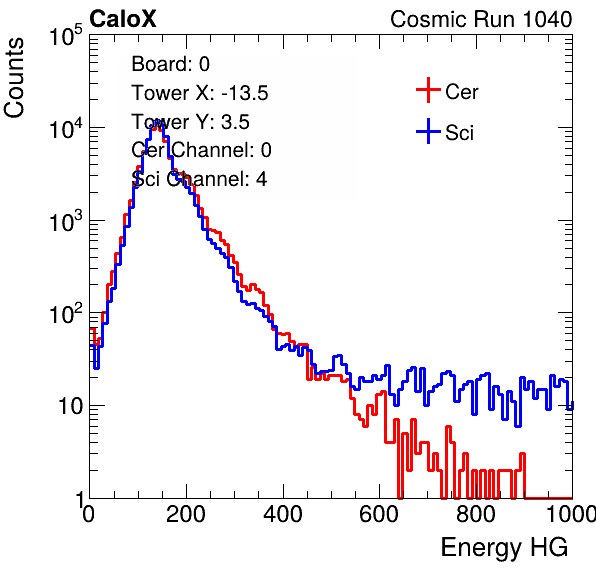 CaloX Cosmic Run 1040
Counts
10^5
10^4
10^3
10^2
10
1
Board: 0
Tower X: -13.5
Tower Y: 3.5
Cer Channel: 0
Sci Channel: 4
Cer
Sci
0 200 400 600 800 1000
Energy HG